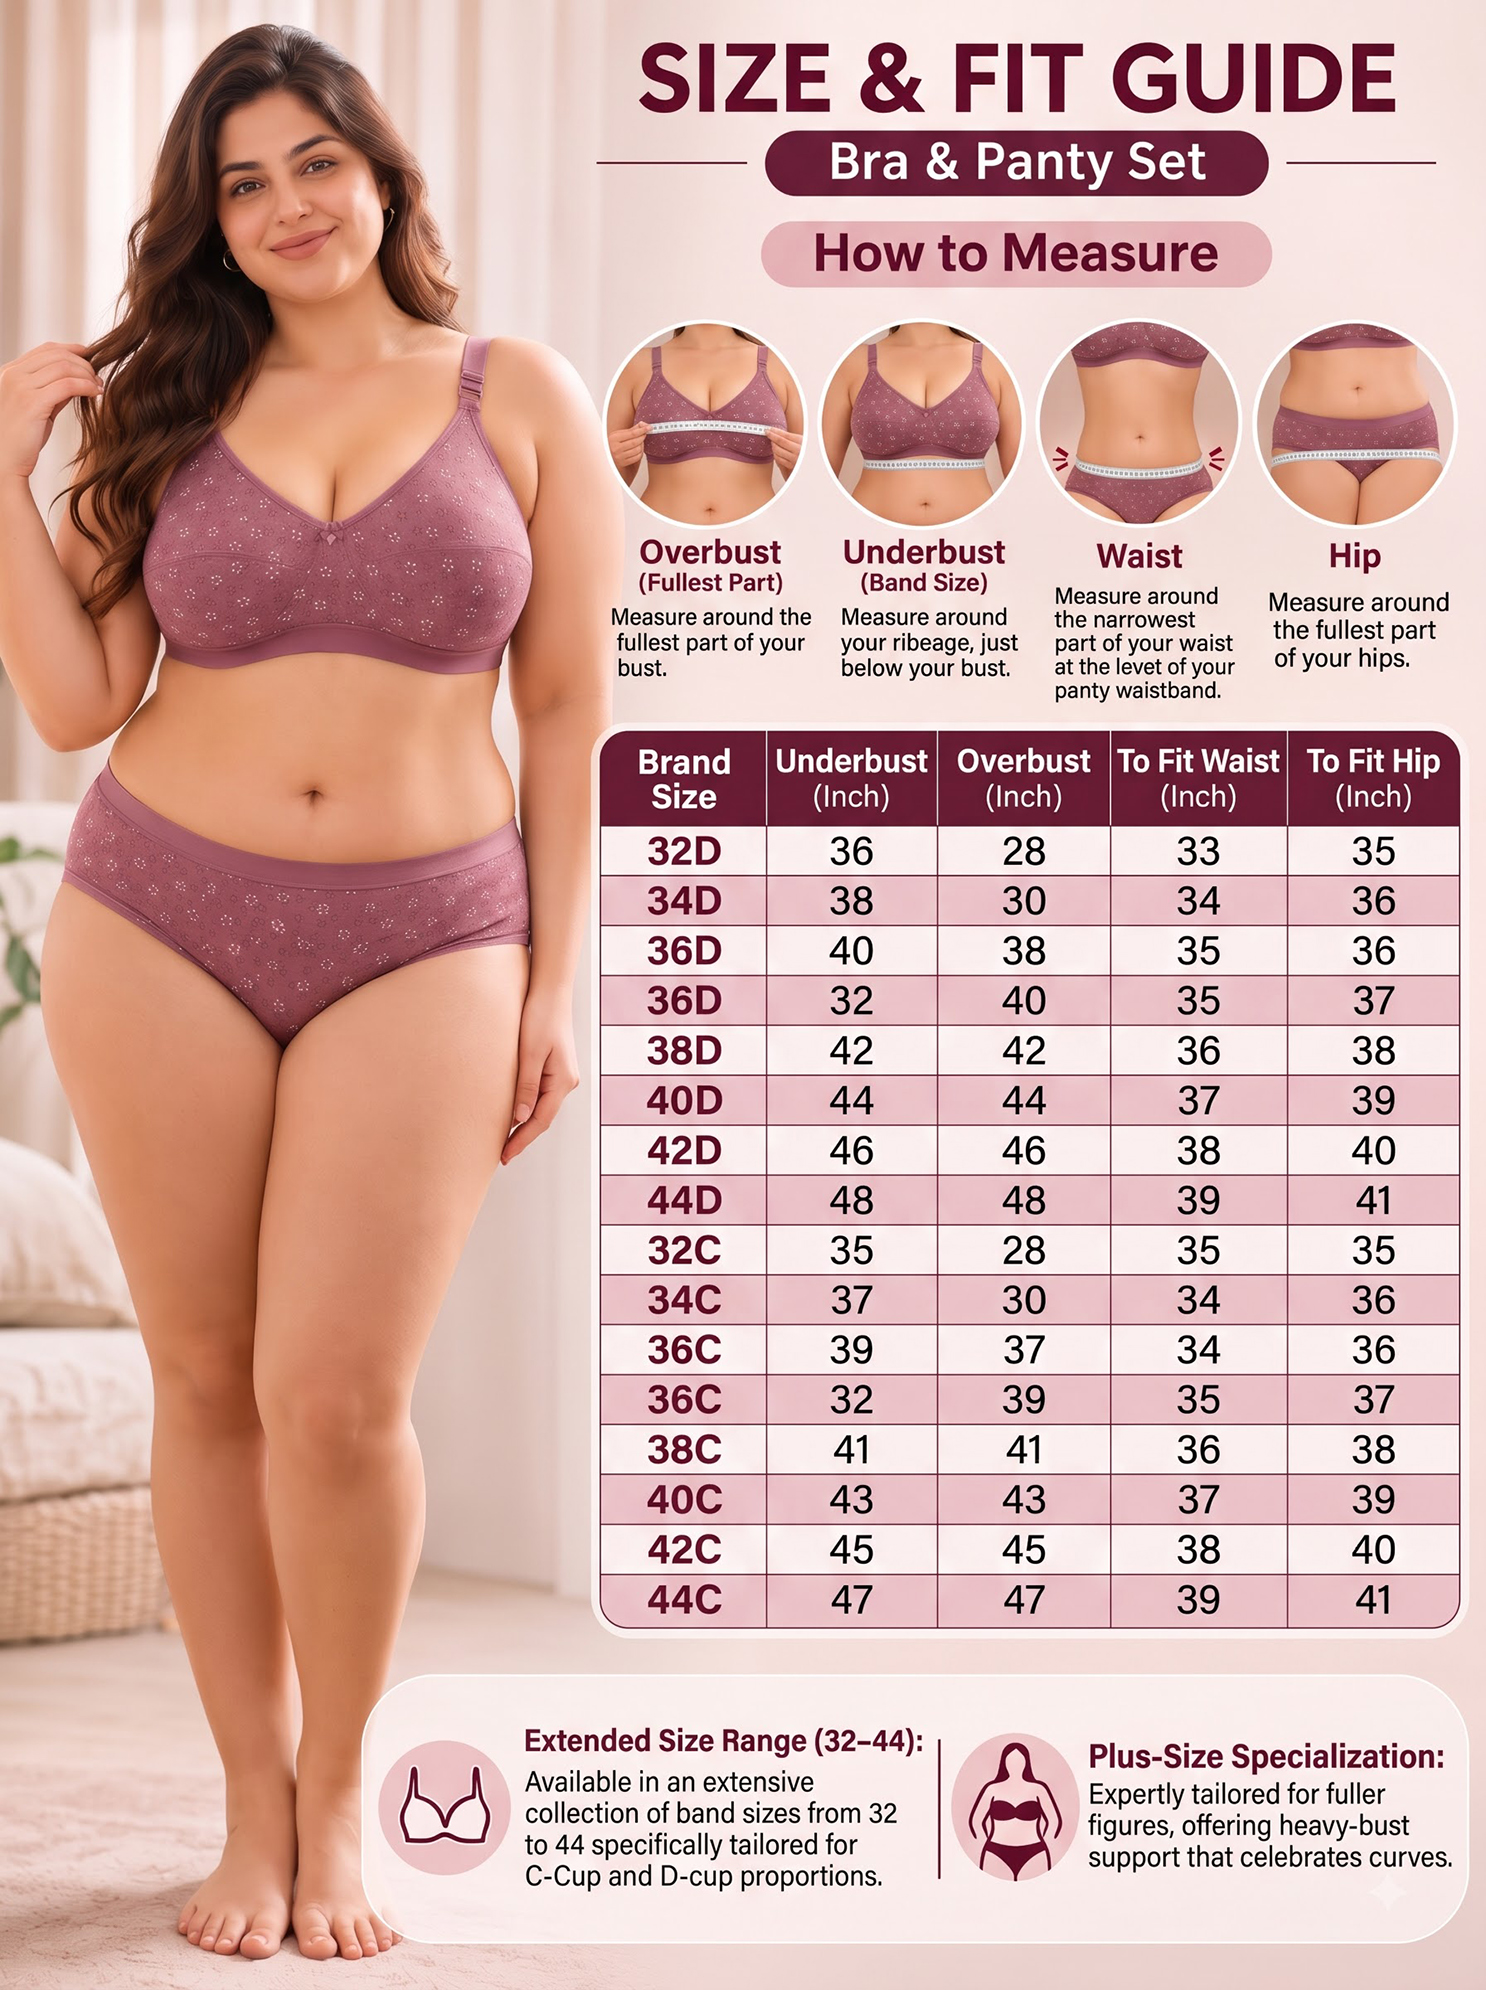 SIZE & FIT GUIDE
Bra & Panty Set
How to Measure
Overbust
(Fullest Part)
Measure around the
fullest part of your
bust.
Underbust
(Band Size)
Measure around
your ribeage, just
below your bust.
Waist
Measure around
the narrowest
part of your waist
at the levet of your
panty waistband.
Hip
Measure around
the fullest part
of your hips.
Brand Size Underbust (Inch) Overbust (Inch) To Fit Waist (Inch) To Fit Hip (Inch)
32D 36 28 33 35
34D 38 30 34 36
36D 40 38 35 36
36D 32 40 35 37
38D 42 42 36 38
40D 44 44 37 39
42D 46 46 38 40
44D 48 48 39 41
32C 35 28 35 35
34C 37 30 34 36
36C 39 37 34 36
36C 32 39 35 37
38C 41 41 36 38
40C 43 43 37 39
42C 45 45 38 40
44C 47 47 39 41
Extended Size Range (32–44):
Available in an extensive
collection of band sizes from 32
to 44 specifically tailored for
C-Cup and D-cup proportions.
Plus-Size Specialization:
Expertly tailored for fuller
figures, offering heavy-bust
support that celebrates curves.